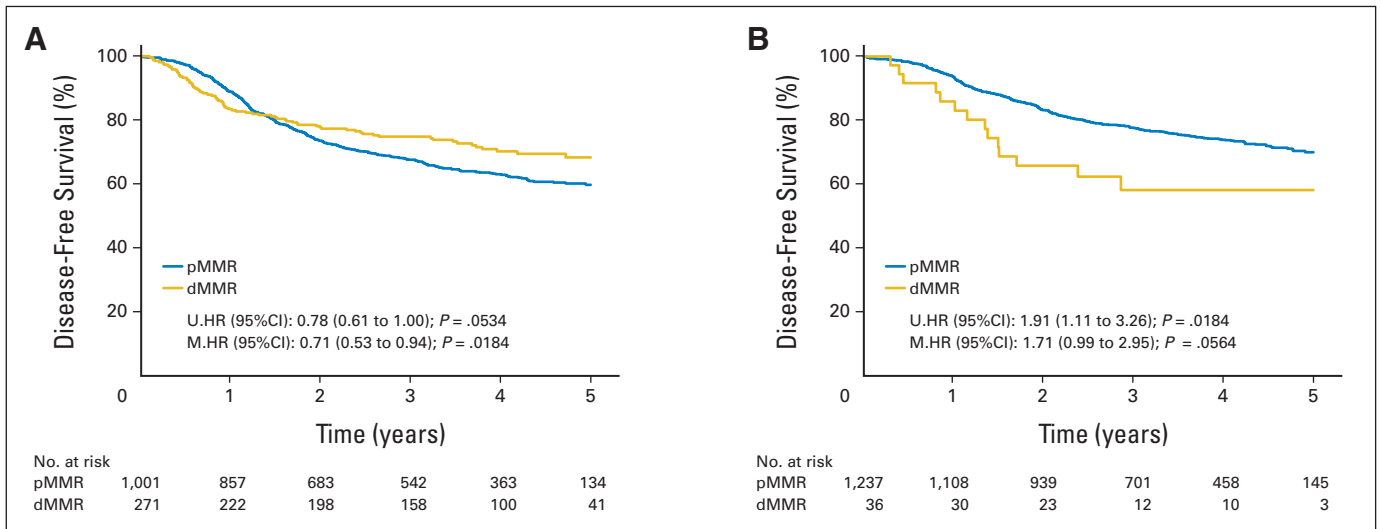 A
Disease-Free Survival (%)
100
80
60
40
20
pMMR
dMMR
U.HR (95%CI): 0.78 (0.61 to 1.00); P = .0534
M.HR (95%CI): 0.71 (0.53 to 0.94); P = .0184
0 1 2 3 4 5
Time (years)
No. at risk
pMMR 1,001 857 683 542 363 134
dMMR 271 222 198 158 100 41
B
Disease-Free Survival (%)
100
80
60
40
20
pMMR
dMMR
U.HR (95%CI): 1.91 (1.11 to 3.26); P = .0184
M.HR (95%CI): 1.71 (0.99 to 2.95); P = .0564
0 1 2 3 4 5
Time (years)
No. at risk
pMMR 1,237 1,108 939 701 458 145
dMMR 36 30 23 12 10 3